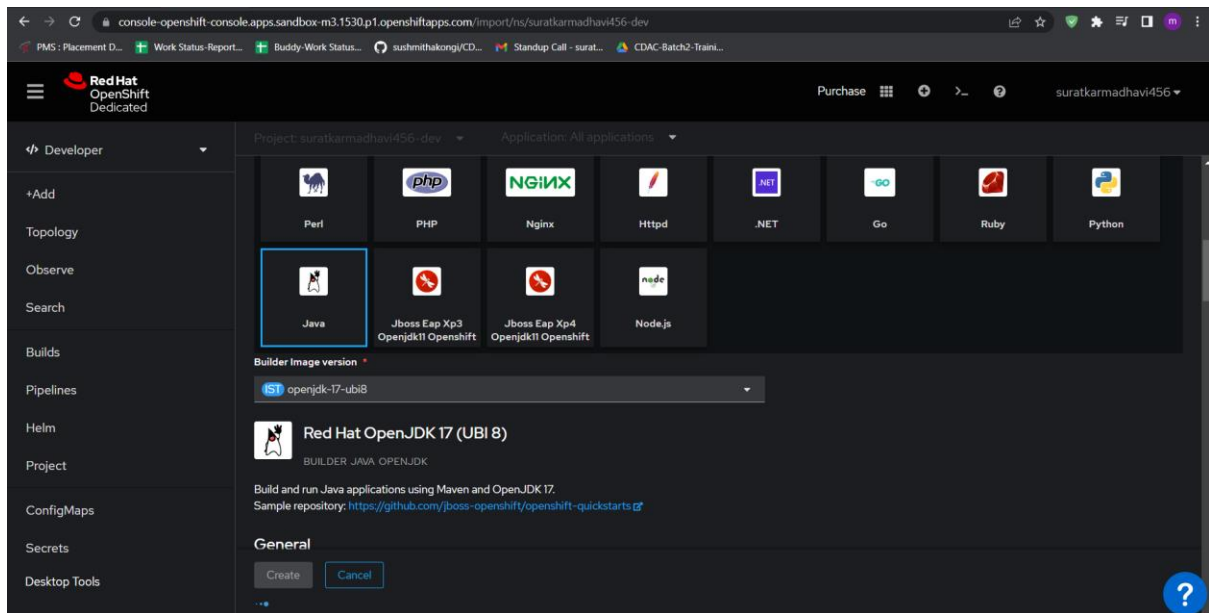 console-openshift-console.apps.sandbox-m3.1530.p1.openshiftapps.com/import/ns/suratkarmadhavi456-dev
m
PMS : Placement D...
Work Status-Report...
Buddy-Work Status...
sushmithakongi/CD...
Standup Call - surat...
CDAC-Batch2-Traini...
Red Hat
OpenShift
Dedicated
Purchase
suratkarmadhavi456
Developer
+Add
Topology
Observe
Search
Builds
Pipelines
Helm
Project
ConfigMaps
Secrets
Desktop Tools
Project: suratkarmadhavi456-dev
Application: All applications
php
NGINX
.NET
GO
Perl
PHP
Nginx
Httpd
.NET
Go
Ruby
Python
node
Java
Jboss Eap Xp3
Openjdk11 Openshift
Jboss Eap Xp4
Openjdk11 Openshift
Node.js
Builder Image version *
IST openjdk-17-ubi8
Red Hat OpenJDK 17 (UBI 8)
BUILDER JAVA OPENJDK
Build and run Java applications using Maven and OpenJDK 17.
Sample repository: https://github.com/jboss-openshift/openshift-quickstarts
General
Create
Cancel
?